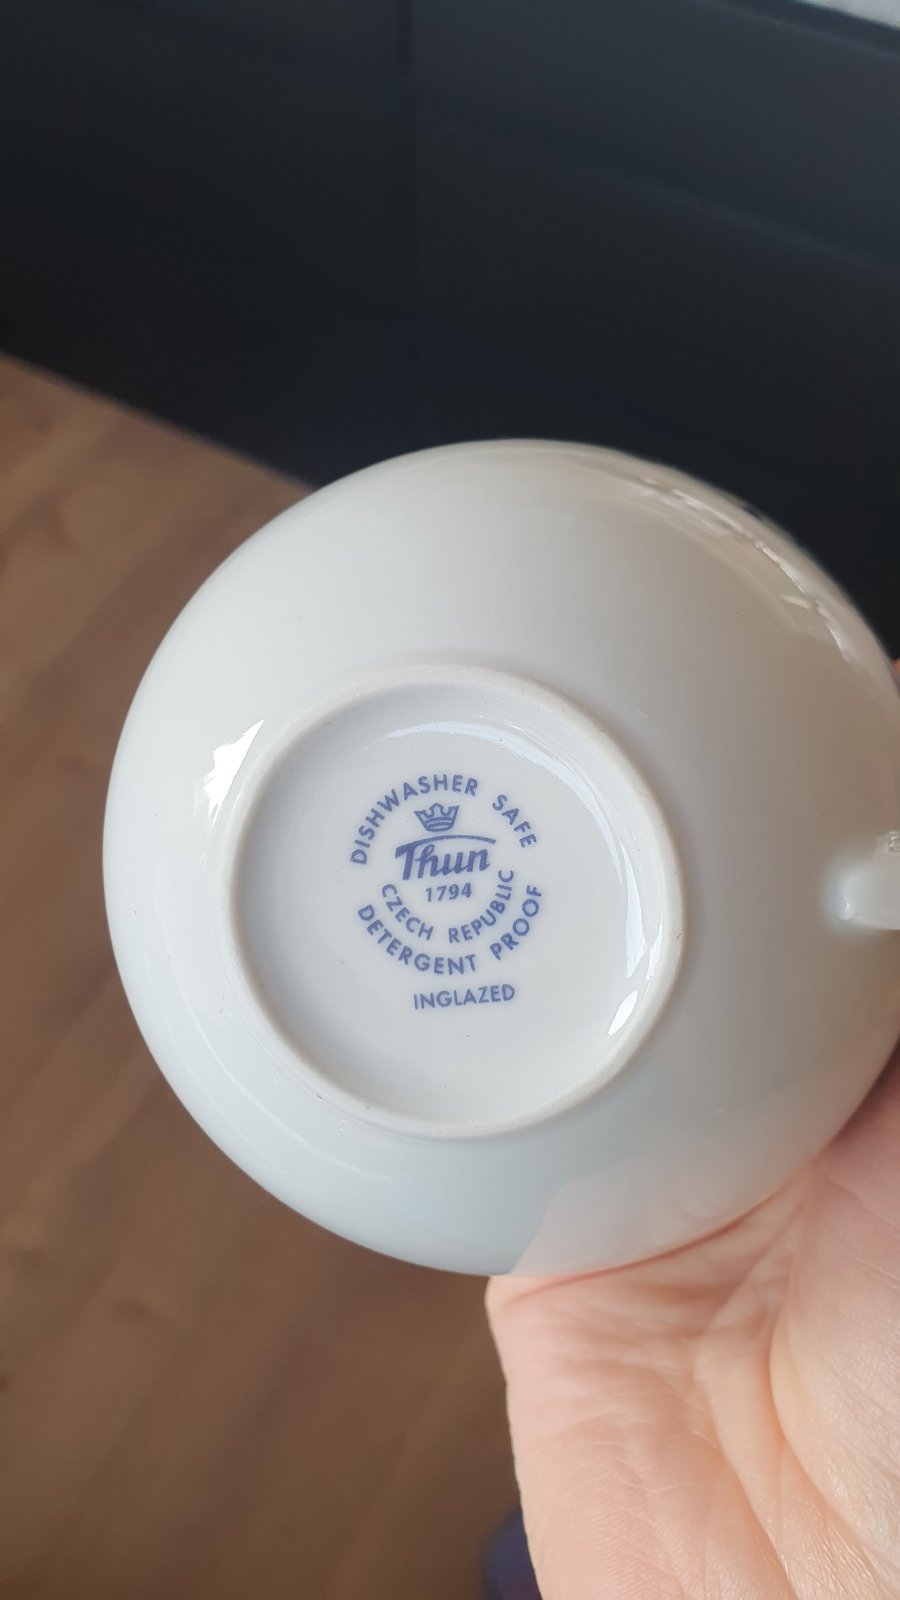 DISHWASHER SAFE
Thun
1794
CZECH REPUBLIC
DETERGENT PROOF
INGLAZED